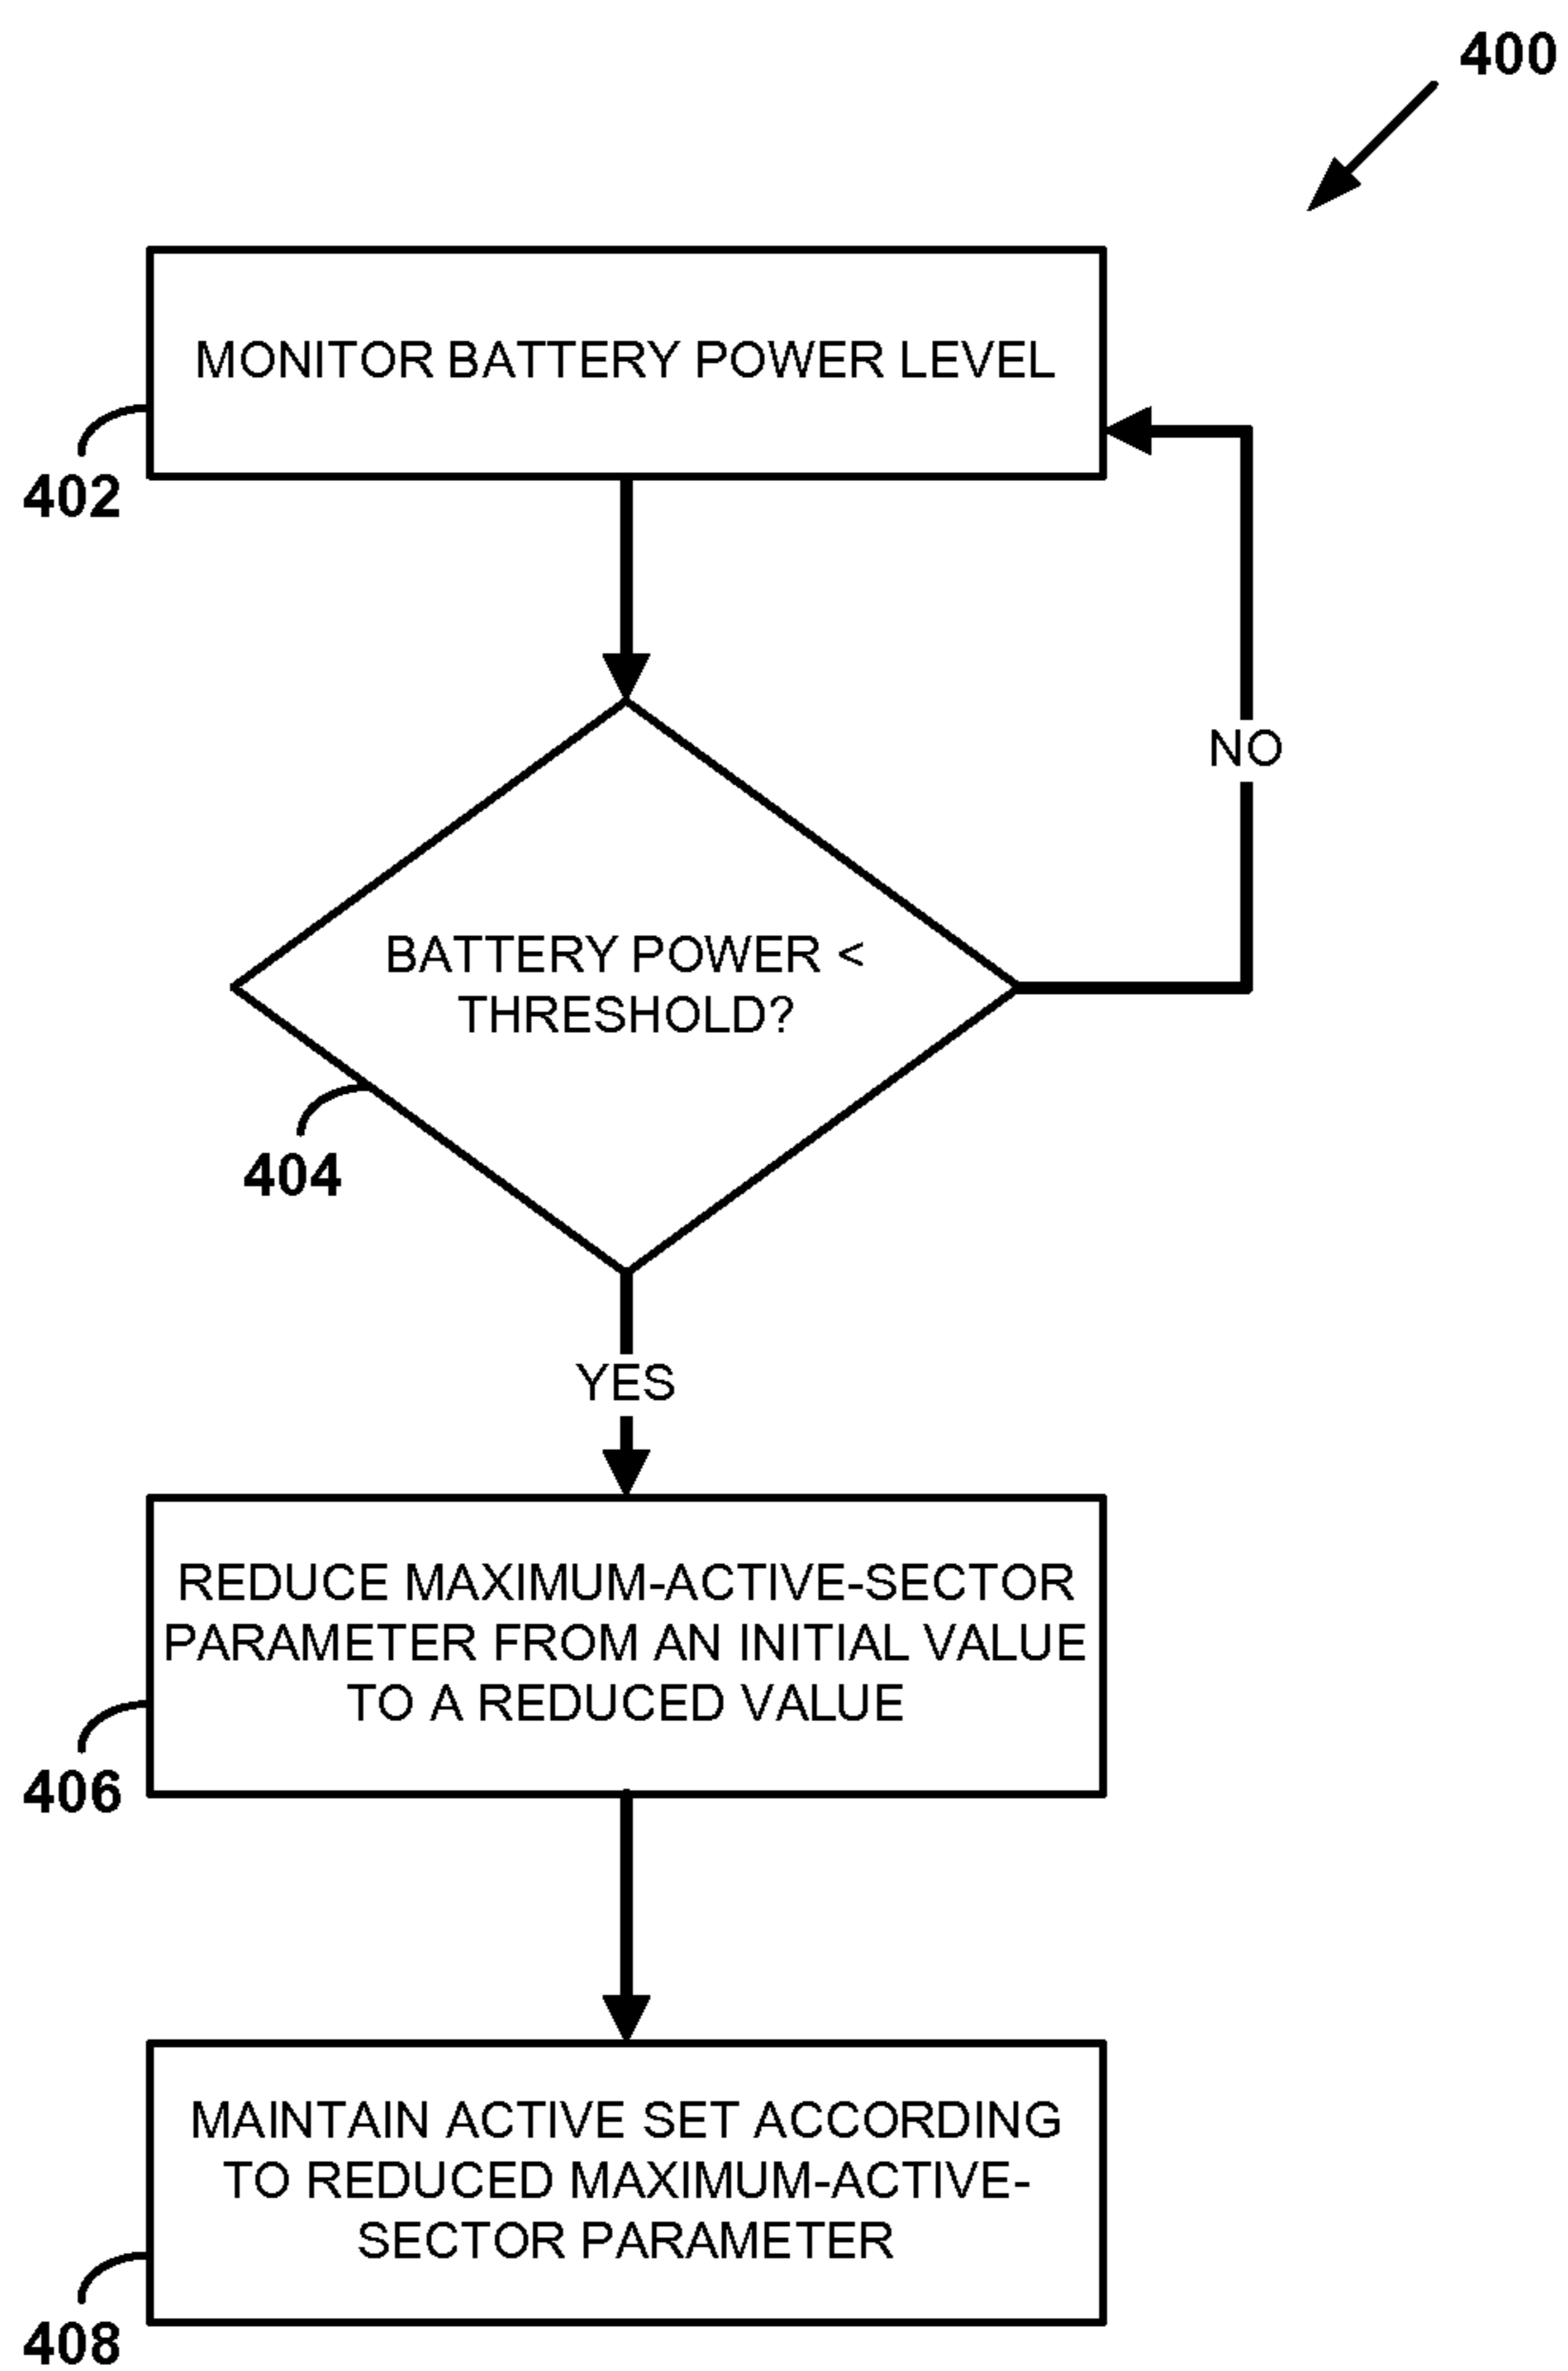 400
MONITOR BATTERY POWER LEVEL
402
NO
BATTERY POWER <
THRESHOLD?
404
YES
REDUCE MAXIMUM-ACTIVE-SECTOR
PARAMETER FROM AN INITIAL VALUE
TO A REDUCED VALUE
406
MAINTAIN ACTIVE SET ACCORDING
TO REDUCED MAXIMUM-ACTIVE-
SECTOR PARAMETER
408